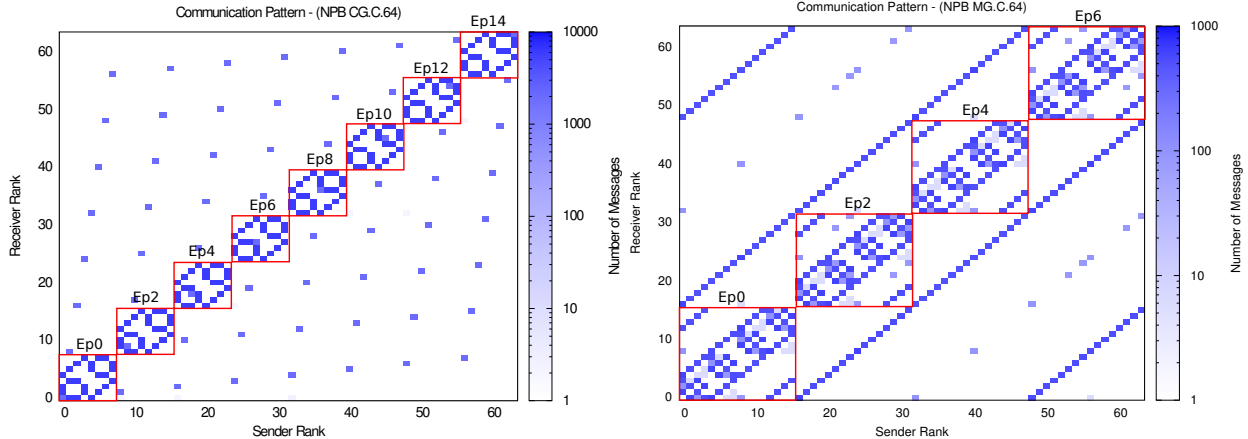 Communication Pattern - (NPB CG.C.64)
Ep14
Ep12
Ep10
Ep8
Ep6
Ep4
Ep2
Ep0
60
50
40
30
20
10
0
Receiver Rank
0 10 20 30 40 50 60
Sender Rank
10000
1000
100
10
1
Number of Messages
Communication Pattern - (NPB MG.C.64)
Ep6
Ep4
Ep2
Ep0
60
50
40
30
20
10
0
Receiver Rank
0 10 20 30 40 50 60
Sender Rank
1000
100
10
1
Number of Messages